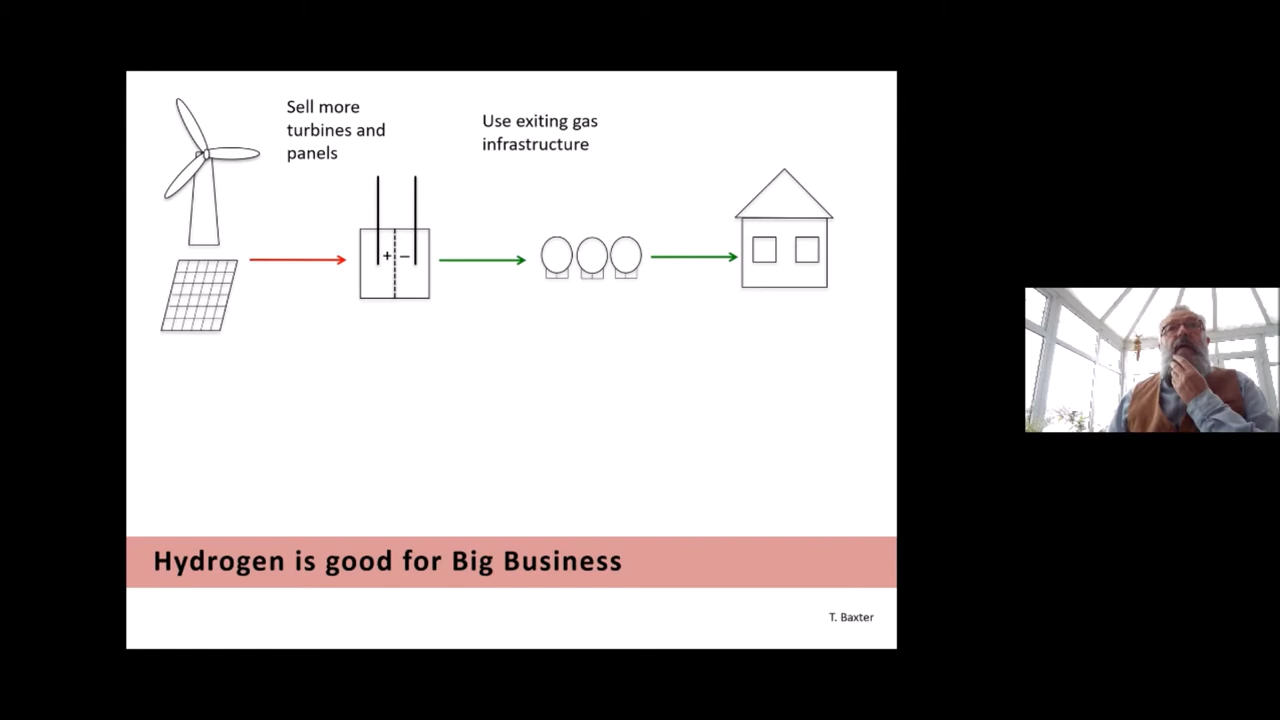 Sell more
turbines and
panels
Use exiting gas
infrastructure
+
–
Hydrogen is good for Big Business
T. Baxter